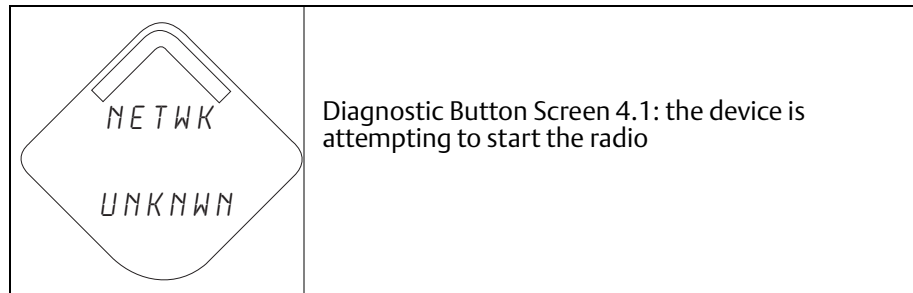 NETWK
UNKNWN
Diagnostic Button Screen 4.1: the device is
attempting to start the radio